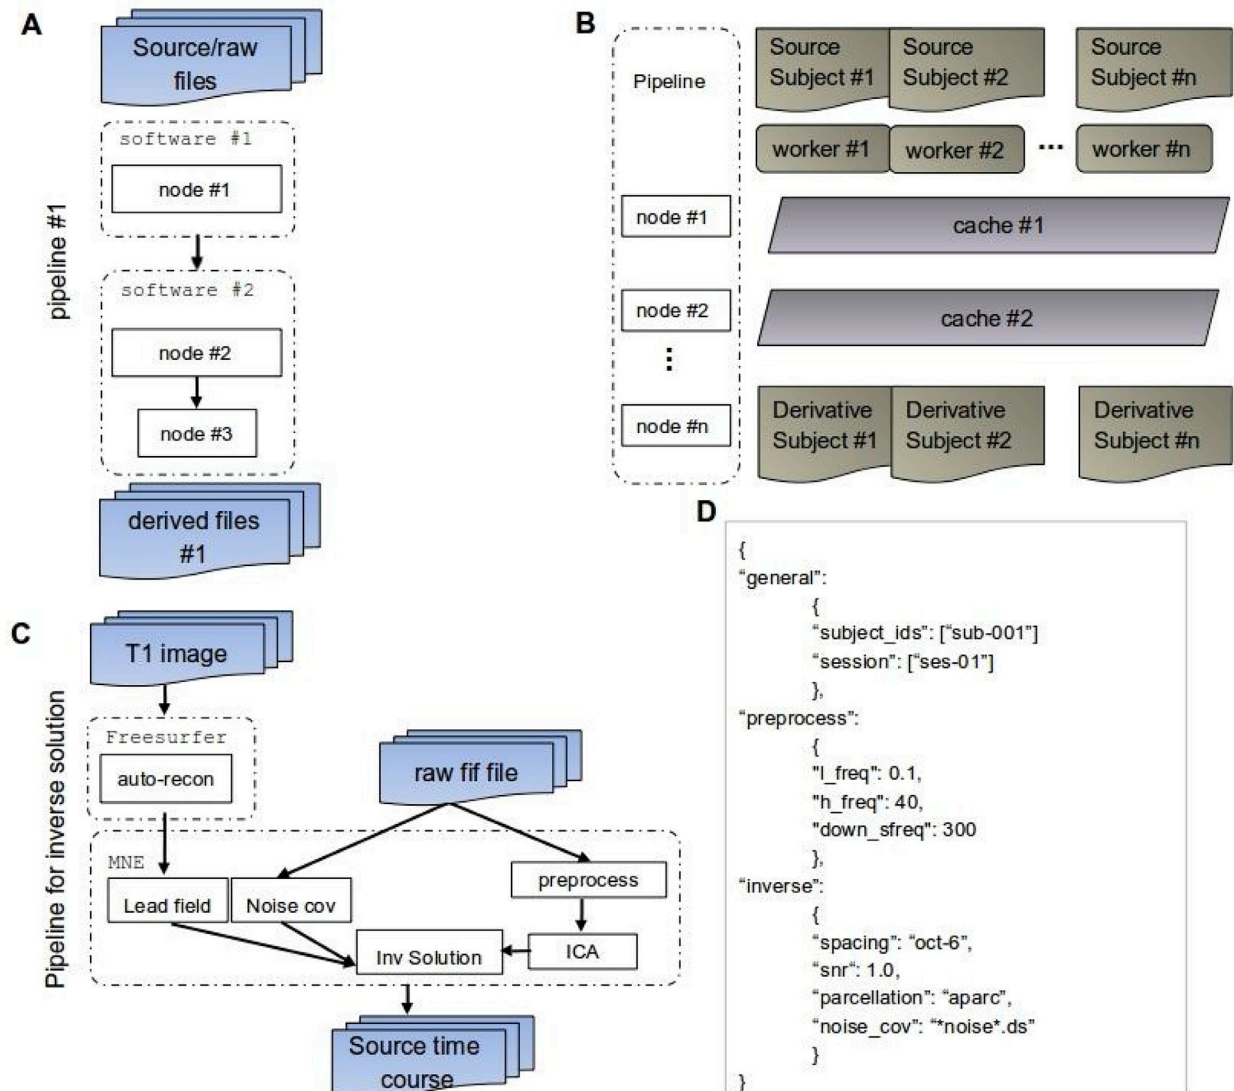 A
Source/raw
files
software #1
node #1
pipeline #1
software #2
node #2
node #3
derived files
#1
B
Pipeline
Source
Subject #1
Source
Subject #2
Source
Subject #n
worker #1
worker #2
...
worker #n
node #1
cache #1
node #2
cache #2
⋮
node #n
Derivative
Subject #1
Derivative
Subject #2
Derivative
Subject #n
C
T1 image
Pipeline for inverse solution
Freesurfer
auto-recon
raw fif file
MNE
Lead field
Noise cov
preprocess
Inv Solution
ICA
Source time
course
D
{
“general”:
{
“subject_ids”: [“sub-001”]
“session”: [“ses-01”]
},
“preprocess”:
{
"l_freq": 0.1,
"h_freq": 40,
"down_sfreq": 300
},
“inverse”:
{
“spacing”: “oct-6”,
“snr“: 1.0,
“parcellation”: “aparc”,
“noise_cov”: “*noise*.ds”
}
}